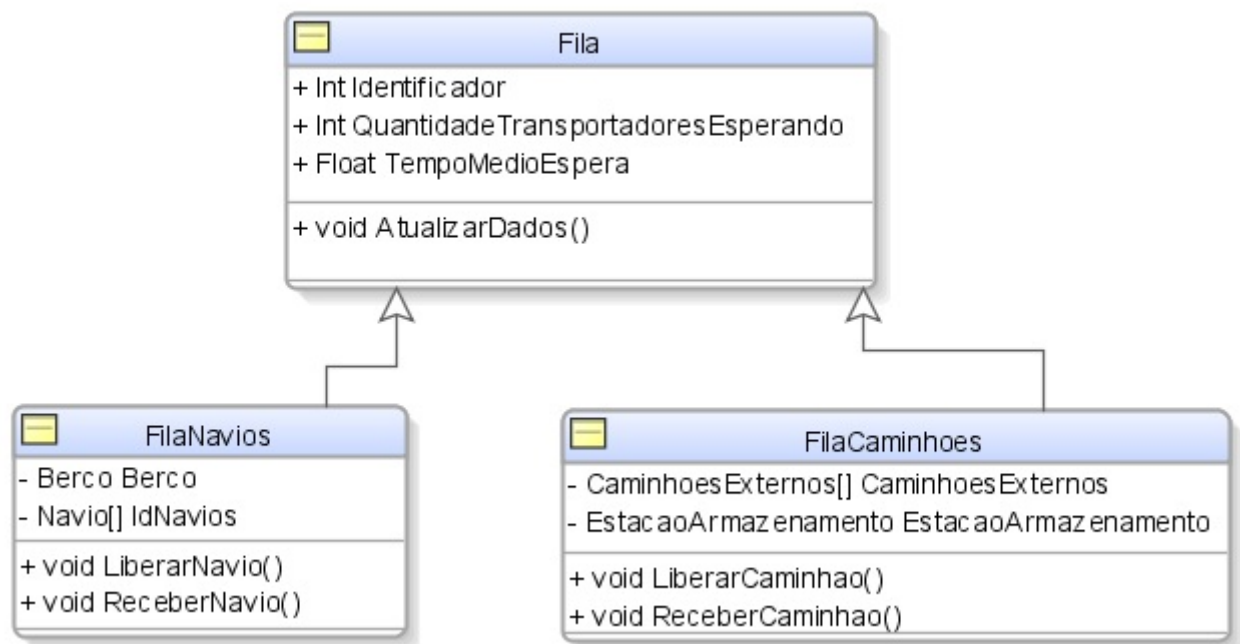 Fila
+ Int Identificador
+ Int QuantidadeTransportadoresEsperando
+ Float TempoMedioEspera
+ void AtualizarDados()
FilaNavios
- Berco Berco
- Navio[] IdNavios
+ void LiberarNavio()
+ void ReceberNavio()
FilaCaminhoes
- CaminhoesExternos[] CaminhoesExternos
- EstacaoArmazenamento EstacaoArmazenamento
+ void LiberarCaminhao()
+ void ReceberCaminhao()